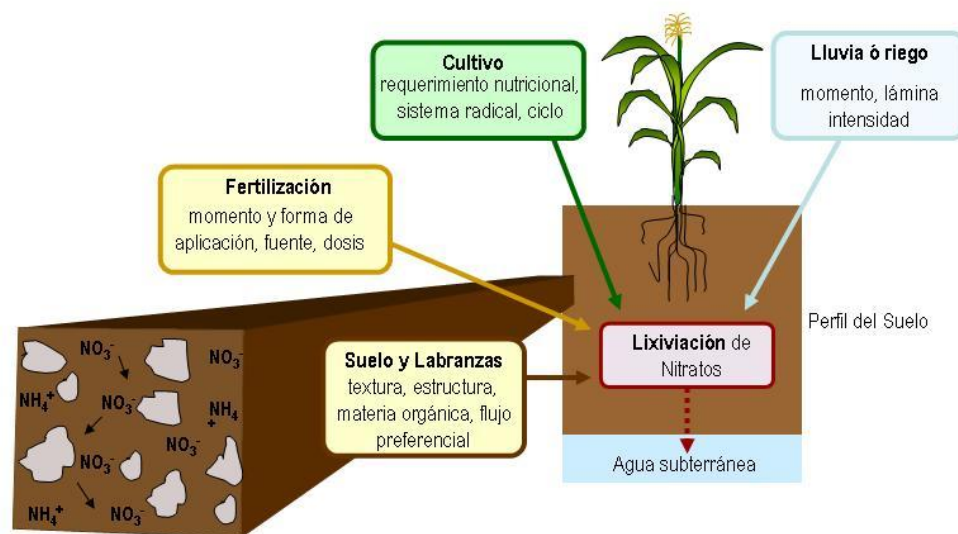 Cultivo
requerimiento nutricional,
sistema radical, ciclo
Lluvia ó riego
momento, lámina
intensidad
Fertilización
momento y forma de
aplicación, fuente, dosis
Perfil del Suelo
Lixiviación de
Nitratos
Suelo y Labranzas
textura, estructura,
materia orgánica, flujo
preferencial
Agua subterránea
NO₃⁻
NO₃⁻
NH₄⁺
NO₃⁻
NH₄
+
NO₃⁻
NO₃⁻
NH₄⁺
NO₃⁻